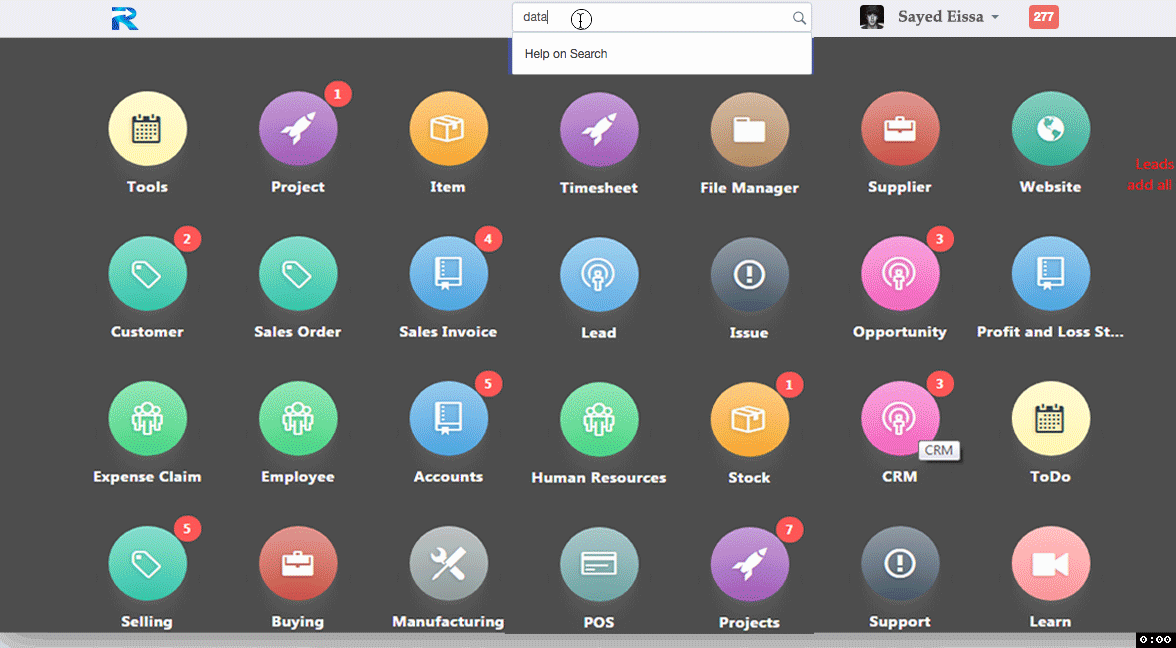 data
Sayed Eissa
277
Help on Search
1
Tools
Project
Item
Timesheet
File Manager
Supplier
Website
Leads
add all
2
4
3
Customer
Sales Order
Sales Invoice
Lead
Issue
Opportunity
Profit and Loss St...
5
1
3
CRM
Expense Claim
Employee
Accounts
Human Resources
Stock
CRM
ToDo
5
7
Selling
Buying
Manufacturing
POS
Projects
Support
Learn
0:00